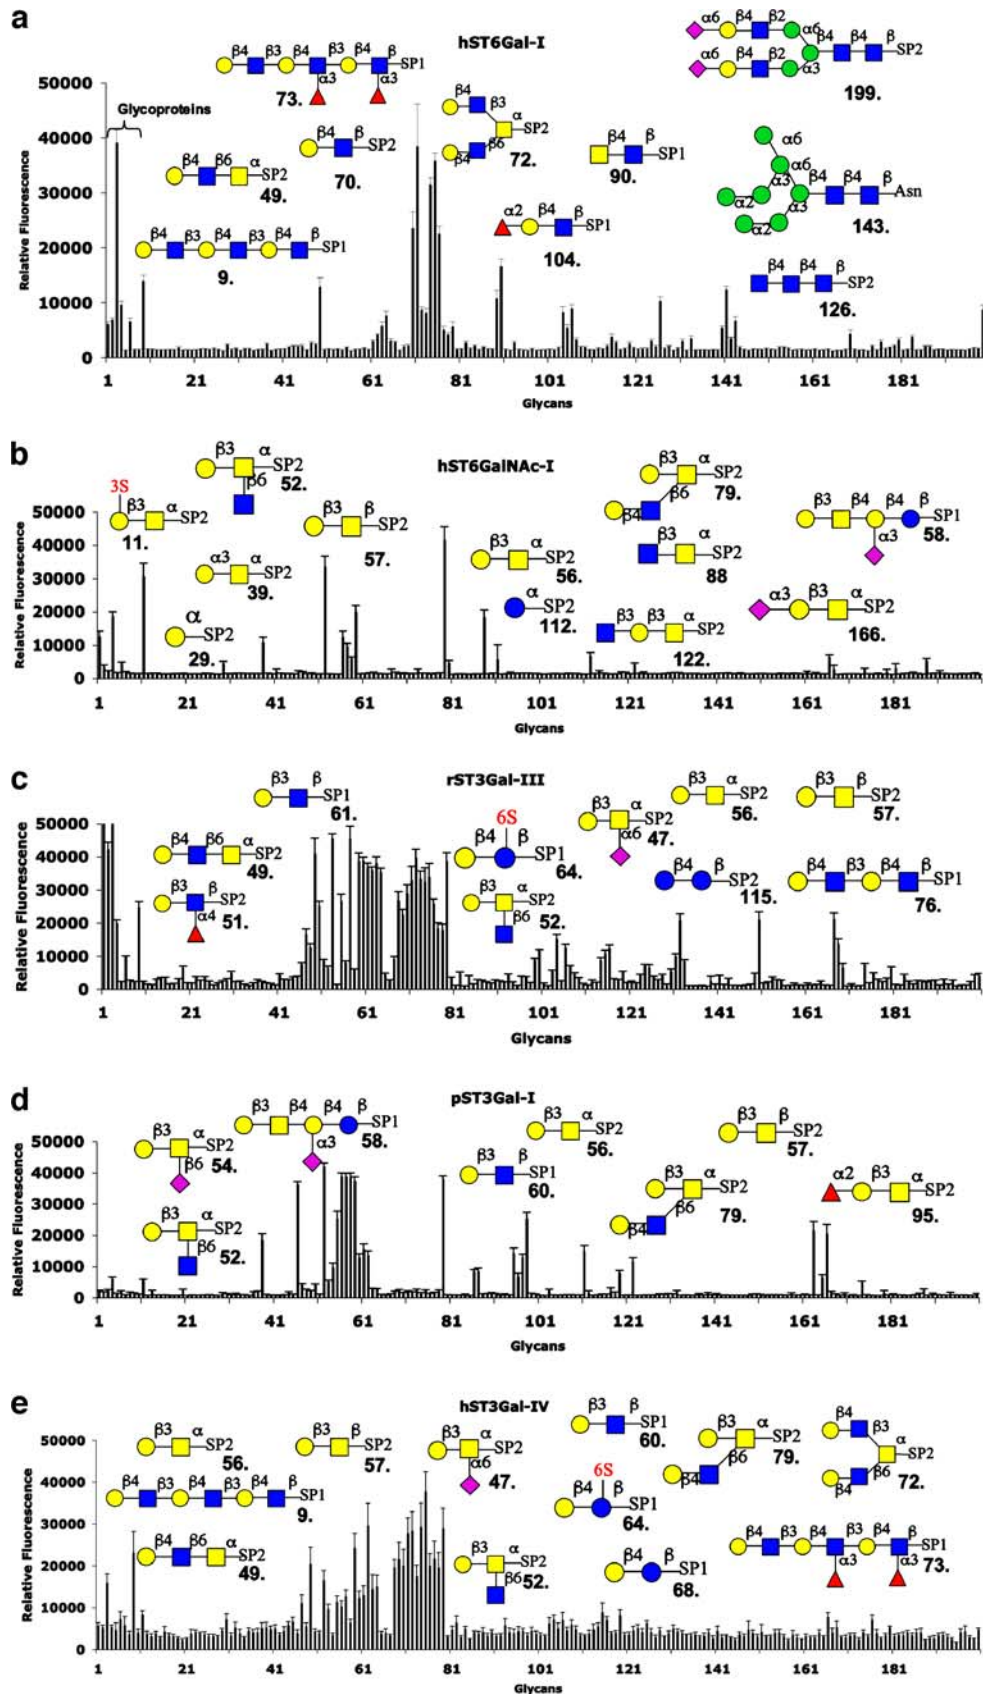 a
hST6Gal-I
Relative Fluorescence
50000
40000
30000
20000
10000
0
Glycoproteins
β4 β3 β4 β3 β4 β SP1
α3 α3
73.
β4 β6 α SP2
49.
β4 β SP2
70.
β4 β3 β4 β3 β4 β SP1
9.
β4 β3 α SP2
β4 β6
72.
β4 β SP1
90.
α2 β4 β SP1
104.
α6 β4 β2 α6 β4 β4 β SP2
α6 β4 β2 α3
199.
α6
α6
α3 β4 β4 β Asn
α2 α3
α2
143.
β4 β4 β SP2
126.
1 21 41 61 81 101 121 141 161 181
Glycans
b
hST6GalNAc-I
Relative Fluorescence
50000
40000
30000
20000
10000
0
3S
β3 α SP2
11.
β3 α SP2
β6
52.
α3 α SP2
39.
α SP2
29.
β3 β SP2
57.
β3 α SP2
56.
α SP2
112.
β3 α SP2
β4 β6
79.
β3 α SP2
88
β3 β3 α SP2
122.
β3 β4 β4 β SP1
α3
58.
α3 β3 α SP2
166.
1 21 41 61 81 101 121 141 161 181
Glycans
c
rST3Gal-III
Relative Fluorescence
50000
40000
30000
20000
10000
0
β3 β SP1
61.
β4 β6 α SP2
49.
β3 β SP2
α4
51.
6S
β4 β SP1
64.
β3 α SP2
β6
52.
β3 α SP2
α6
47.
β3 α SP2
56.
β3 β SP2
57.
β4 β SP2
115.
β4 β3 β4 β SP1
76.
1 21 41 61 81 101 121 141 161 181
Glycans
d
pST3Gal-I
Relative Fluorescence
50000
40000
30000
20000
10000
0
β3 α SP2
β6
54.
β3 α SP2
β6
52.
β3 β4 β4 β SP1
α3
58.
β3 α SP2
56.
β3 β SP1
60.
β3 α SP2
β4 β6
79.
β3 β SP2
57.
α2 β3 α SP2
95.
1 21 41 61 81 101 121 141 161 181
Glycans
e
hST3Gal-IV
Relative Fluorescence
50000
40000
30000
20000
10000
0
β3 α SP2
56.
β3 β SP2
57.
β4 β3 β4 β3 β4 β SP1
9.
β4 β6 α SP2
49.
β3 α SP2
α6
47.
β3 α SP2
β6
52.
β3 β SP1
60.
6S
β4 β SP1
64.
β4 β SP1
68.
β3 α SP2
β4 β6
79.
β4 β3 α SP2
β4 β6
72.
β4 β3 β4 β3 β4 β SP1
α3 α3
73.
1 21 41 61 81 101 121 141 161 181
Glycans